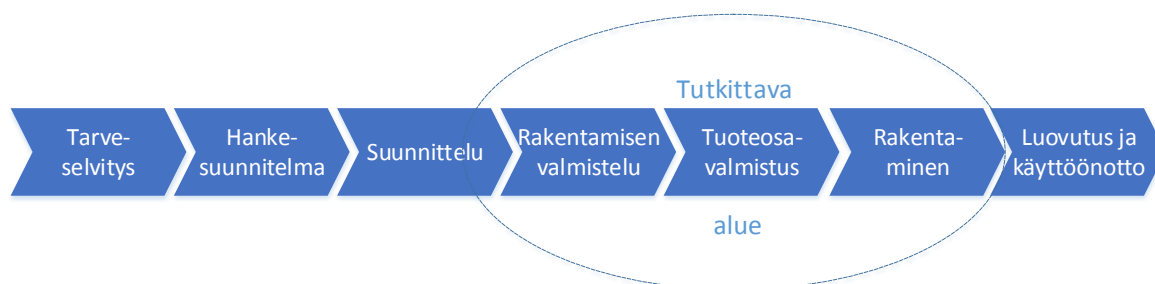 Tutkittava
Tarve-
selvitys
Hanke-
suunnitelma
Suunnittelu
Rakentamisen
valmistelu
Tuoteosa-
valmistus
Rakenta-
minen
Luovutus ja
käyttöönotto
alue